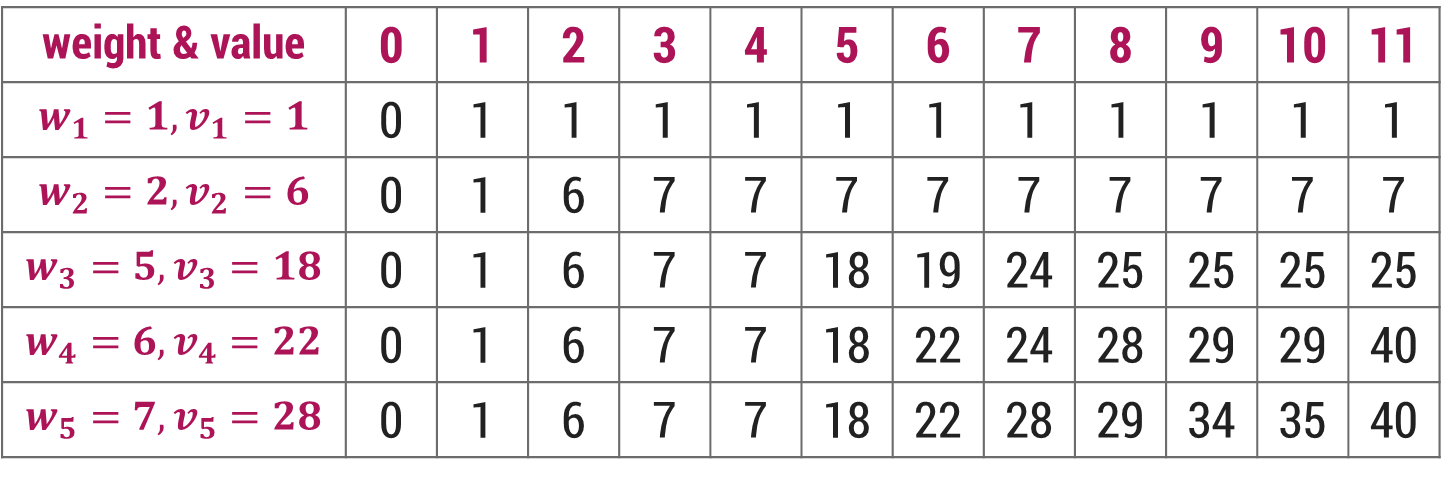 weight & value 0 1 2 3 4 5 6 7 8 9 10 11
w₁ = 1, v₁ = 1 0 1 1 1 1 1 1 1 1 1 1 1
w₂ = 2, v₂ = 6 0 1 6 7 7 7 7 7 7 7 7 7
w₃ = 5, v₃ = 18 0 1 6 7 7 18 19 24 25 25 25 25
w₄ = 6, v₄ = 22 0 1 6 7 7 18 22 24 28 29 29 40
w₅ = 7, v₅ = 28 0 1 6 7 7 18 22 28 29 34 35 40